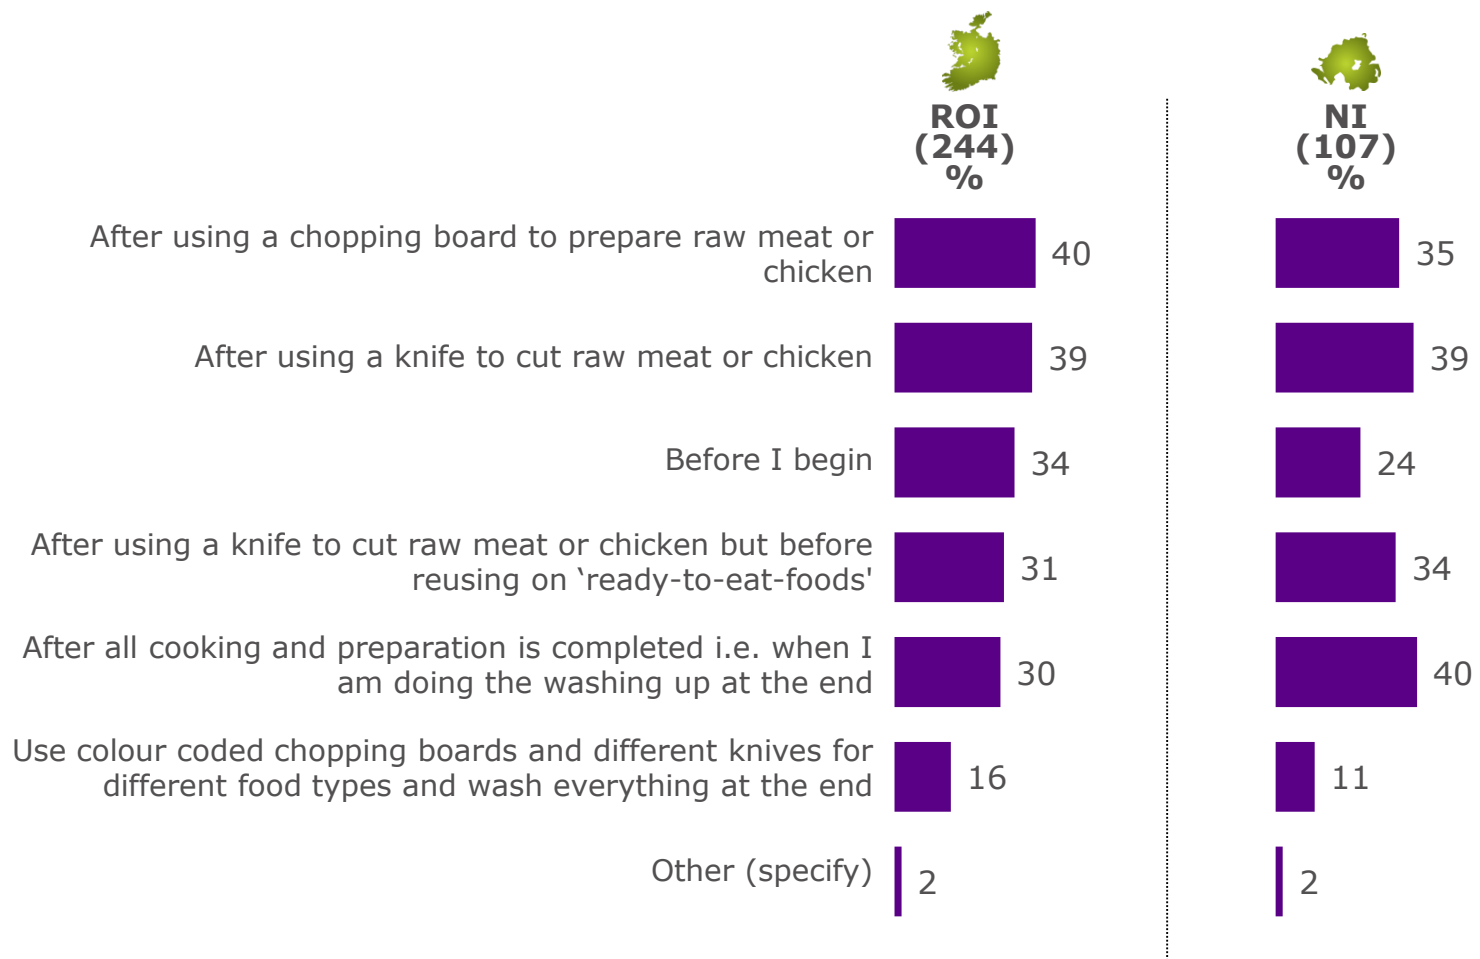 ROI
(244)
%
NI
(107)
%
After using a chopping board to prepare raw meat or
chicken
40
35
After using a knife to cut raw meat or chicken
39
39
Before I begin
34
24
After using a knife to cut raw meat or chicken but before
reusing on ‘ready-to-eat-foods'
31
34
After all cooking and preparation is completed i.e. when I
am doing the washing up at the end
30
40
Use colour coded chopping boards and different knives for
different food types and wash everything at the end
16
11
Other (specify)
2
2